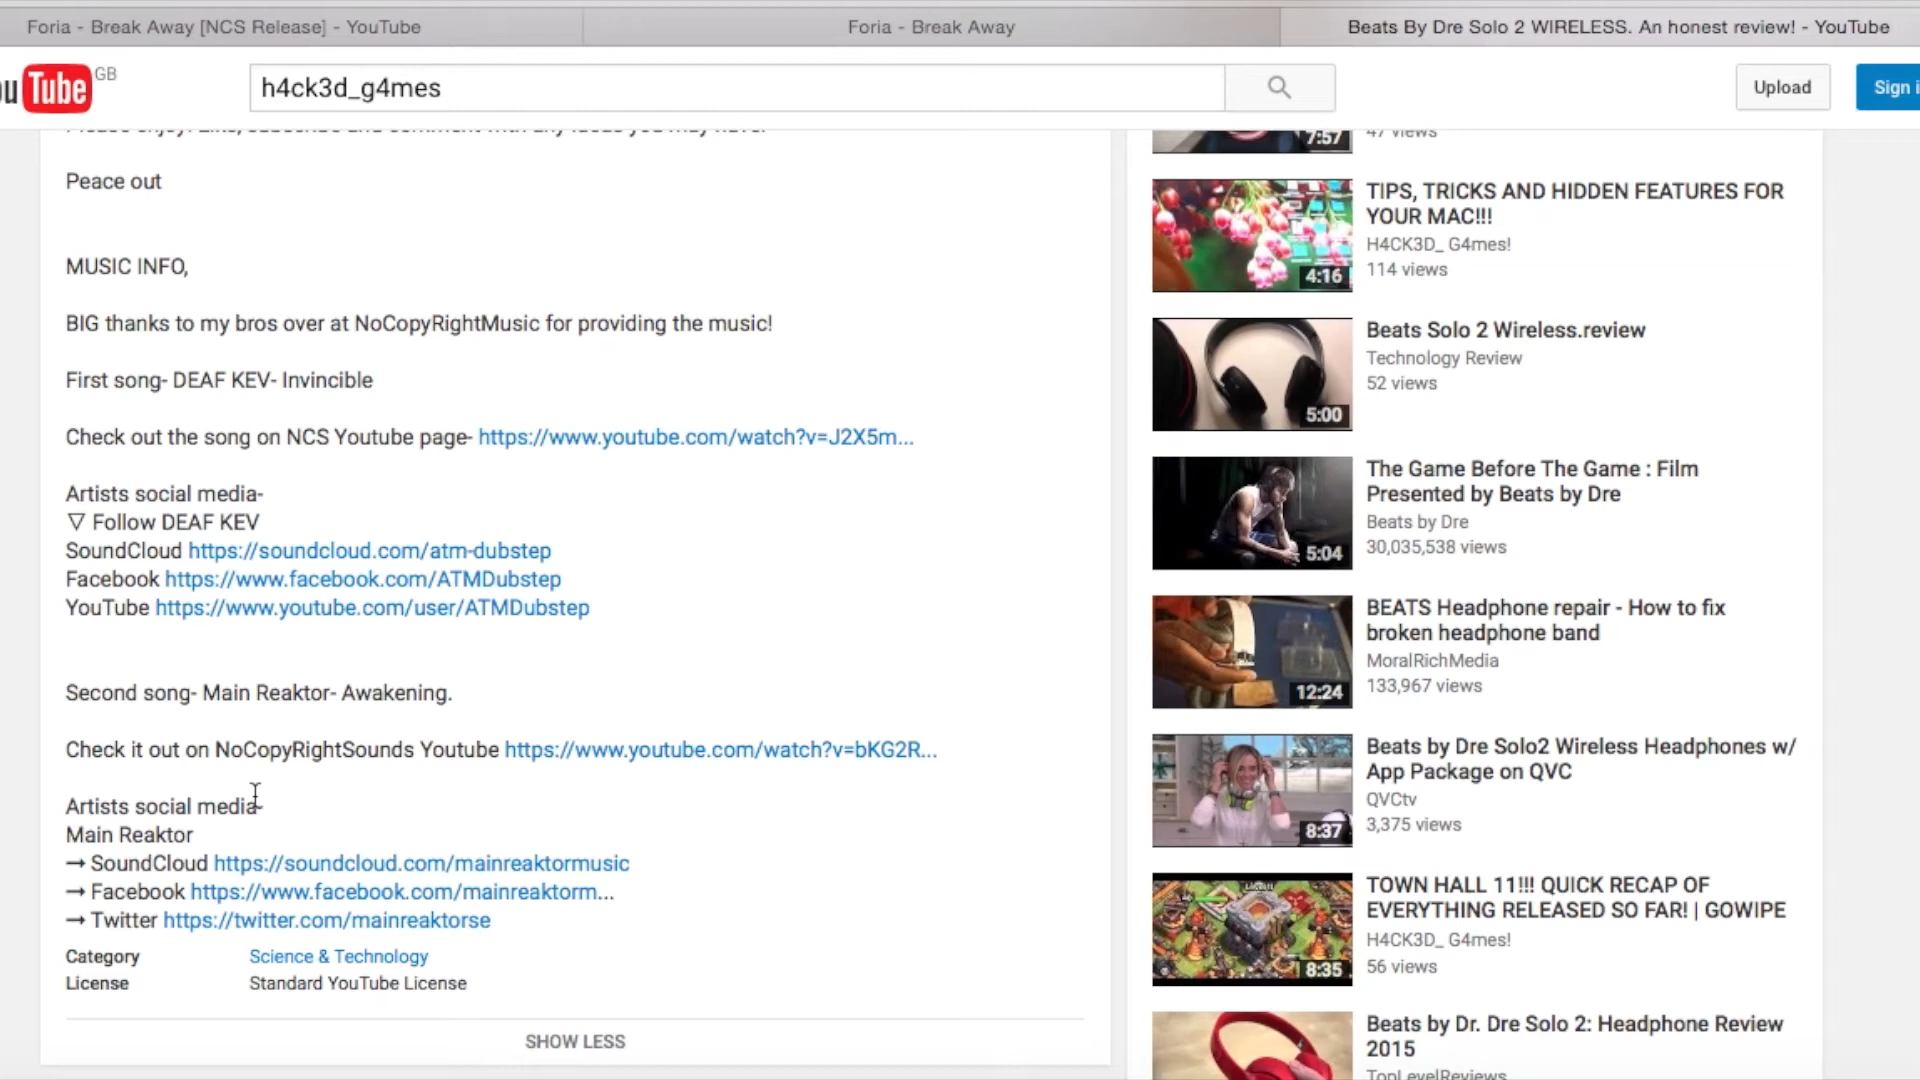 Foria - Break Away [NCS Release] - YouTube
Foria - Break Away
Beats By Dre Solo 2 WIRELESS. An honest review! - YouTube
Tube GB
h4ck3d_g4mes
Upload
Sign i
Peace out
MUSIC INFO,
BIG thanks to my bros over at NoCopyRightMusic for providing the music!
First song- DEAF KEV- Invincible
Check out the song on NCS Youtube page- https://www.youtube.com/watch?v=J2X5m...
Artists social media-
▽ Follow DEAF KEV
SoundCloud https://soundcloud.com/atm-dubstep
Facebook https://www.facebook.com/ATMDubstep
YouTube https://www.youtube.com/user/ATMDubstep
Second song- Main Reaktor- Awakening.
Check it out on NoCopyRightSounds Youtube https://www.youtube.com/watch?v=bKG2R...
Artists social media-
Main Reaktor
→ SoundCloud https://soundcloud.com/mainreaktormusic
→ Facebook https://www.facebook.com/mainreaktorm...
→ Twitter https://twitter.com/mainreaktorse
Category Science & Technology
License Standard YouTube License
SHOW LESS
7:57
47 views
TIPS, TRICKS AND HIDDEN FEATURES FOR
YOUR MAC!!!
H4CK3D_ G4mes!
114 views
4:16
Beats Solo 2 Wireless.review
Technology Review
52 views
5:00
The Game Before The Game : Film
Presented by Beats by Dre
Beats by Dre
30,035,538 views
5:04
BEATS Headphone repair - How to fix
broken headphone band
MoralRichMedia
133,967 views
12:24
Beats by Dre Solo2 Wireless Headphones w/
App Package on QVC
QVCtv
3,375 views
8:37
TOWN HALL 11!!! QUICK RECAP OF
EVERYTHING RELEASED SO FAR! | GOWIPE
H4CK3D_ G4mes!
56 views
8:35
Beats by Dr. Dre Solo 2: Headphone Review
2015
TopLevelReviews